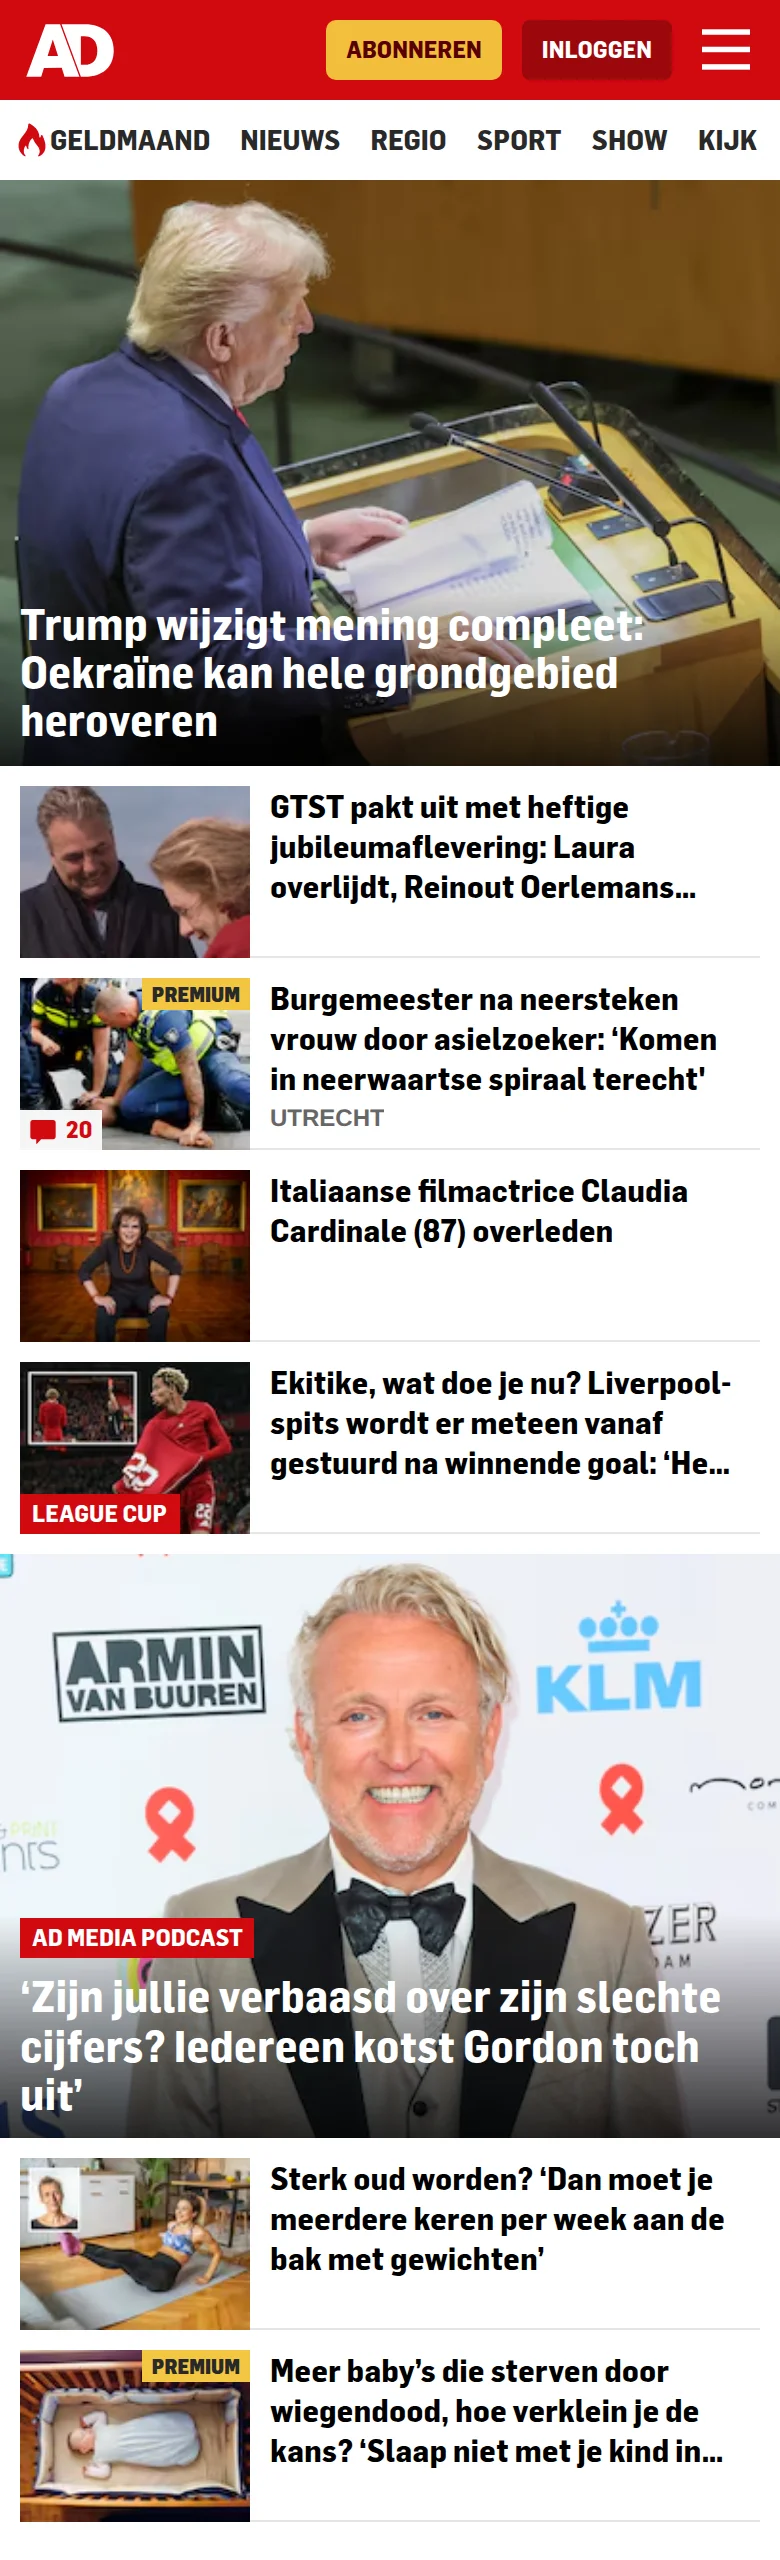 AD
ABONNEREN
INLOGGEN
GELDMAAND NIEUWS REGIO SPORT SHOW KIJK
Trump wijzigt mening compleet:
Oekraïne kan hele grondgebied
heroveren
GTST pakt uit met heftige
jubileumaflevering: Laura
overlijdt, Reinout Oerlemans...
PREMIUM
20
Burgemeester na neersteken
vrouw door asielzoeker: ‘Komen
in neerwaartse spiraal terecht'
UTRECHT
Italiaanse filmactrice Claudia
Cardinale (87) overleden
22
22
LEAGUE CUP
Ekitike, wat doe je nu? Liverpool-
spits wordt er meteen vanaf
gestuurd na winnende goal: ‘He...
ARMIN
VAN BUUREN
KLM
AD MEDIA PODCAST
‘Zijn jullie verbaasd over zijn slechte
cijfers? Iedereen kotst Gordon toch
uit’
Sterk oud worden? ‘Dan moet je
meerdere keren per week aan de
bak met gewichten’
PREMIUM
Meer baby’s die sterven door
wiegendood, hoe verklein je de
kans? ‘Slaap niet met je kind in...